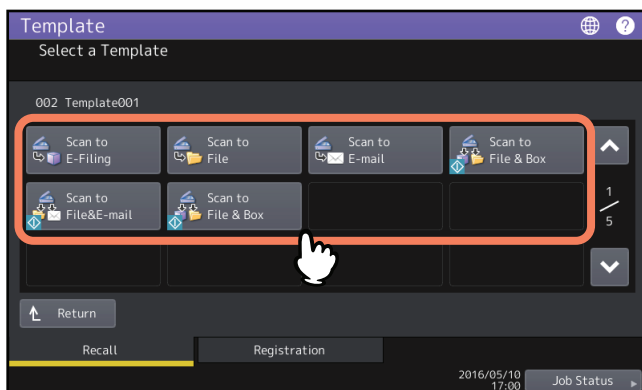 Template
?
Select a Template
002 Template001
Scan to
E-Filing
Scan to
File
Scan to
E-mail
Scan to
File & Box
Scan to
File&E-mail
Scan to
File & Box
1
5
Return
Recall
Registration
2016/05/10
17:00
Job Status